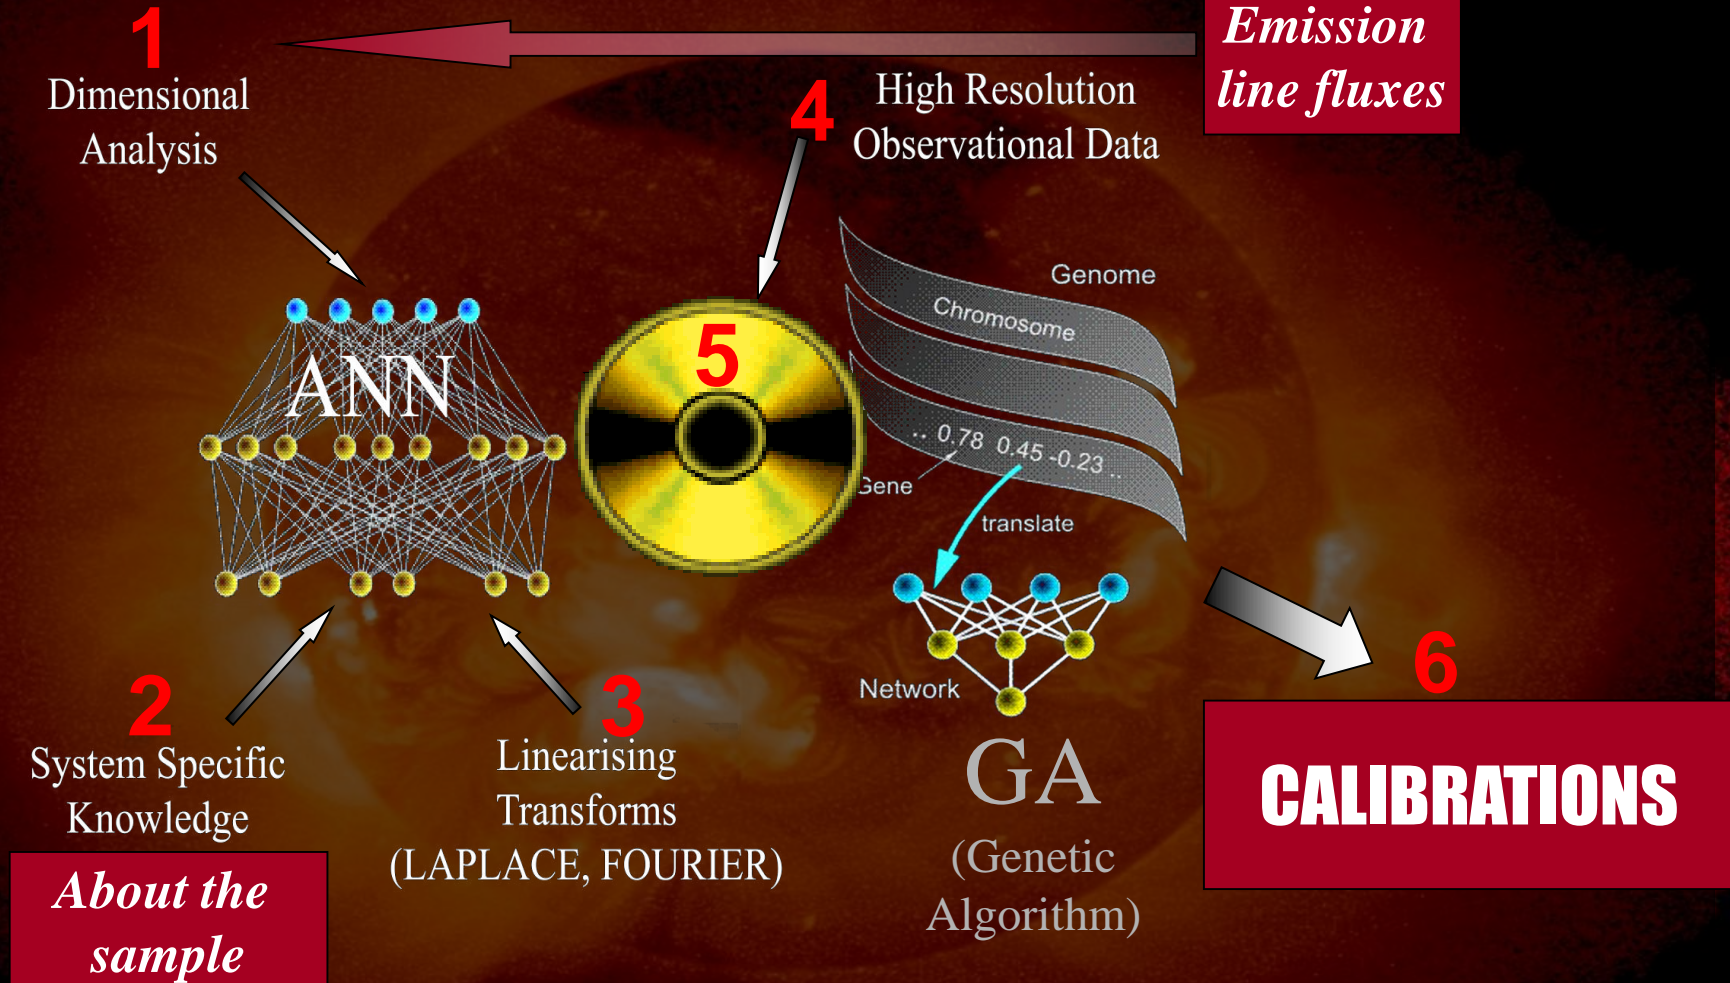 1
Dimensional
Analysis
Emission
line fluxes
4
High Resolution
Observational Data
ANN
5
Genome
Chromosome
.. 0.78 0.45 -0.23 ..
Gene
translate
Network
GA
(Genetic
Algorithm)
2
System Specific
Knowledge
About the
sample
3
Linearising
Transforms
(LAPLACE, FOURIER)
6
CALIBRATIONS